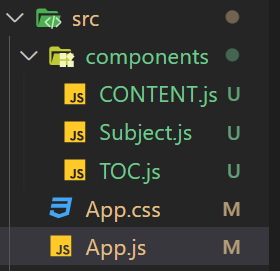 src
components
JS CONTENT.js U
JS Subject.js U
JS TOC.js U
App.css M
JS App.js M